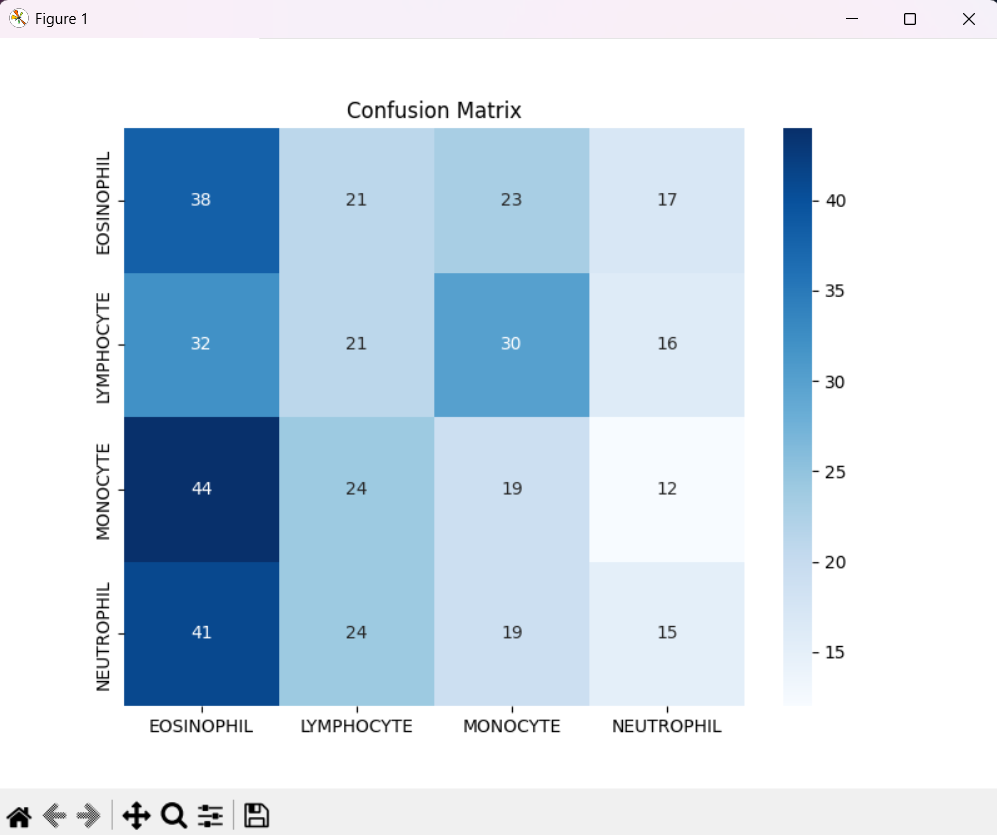 Figure 1
Confusion Matrix
EOSINOPHIL 38 21 23 17
LYMPHOCYTE 32 21 30 16
MONOCYTE 44 24 19 12
NEUTROPHIL 41 24 19 15
EOSINOPHIL LYMPHOCYTE MONOCYTE NEUTROPHIL
40
35
30
25
20
15